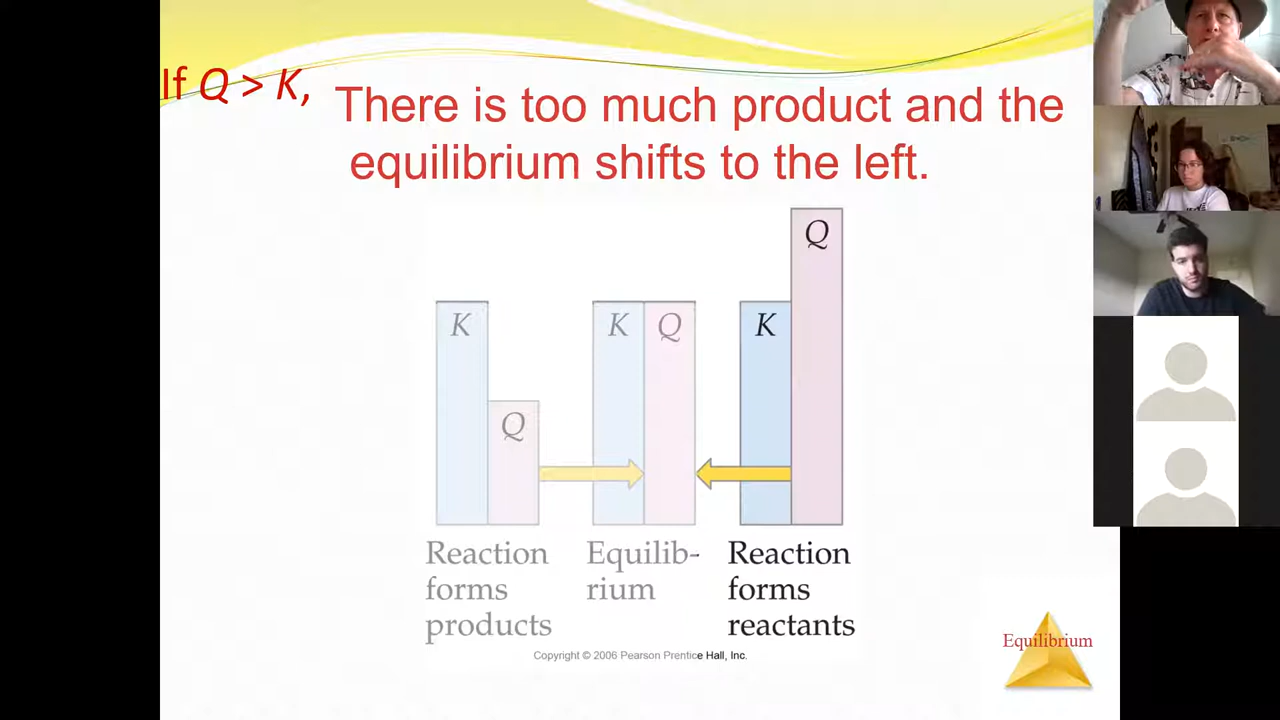 If Q > K,
There is too much product and the
equilibrium shifts to the left.
K
Q
K
Q
K
Q
Reaction
forms
products
Equilib-
rium
Reaction
forms
reactants
Copyright © 2006 Pearson Prentice Hall, Inc.
Equilibrium